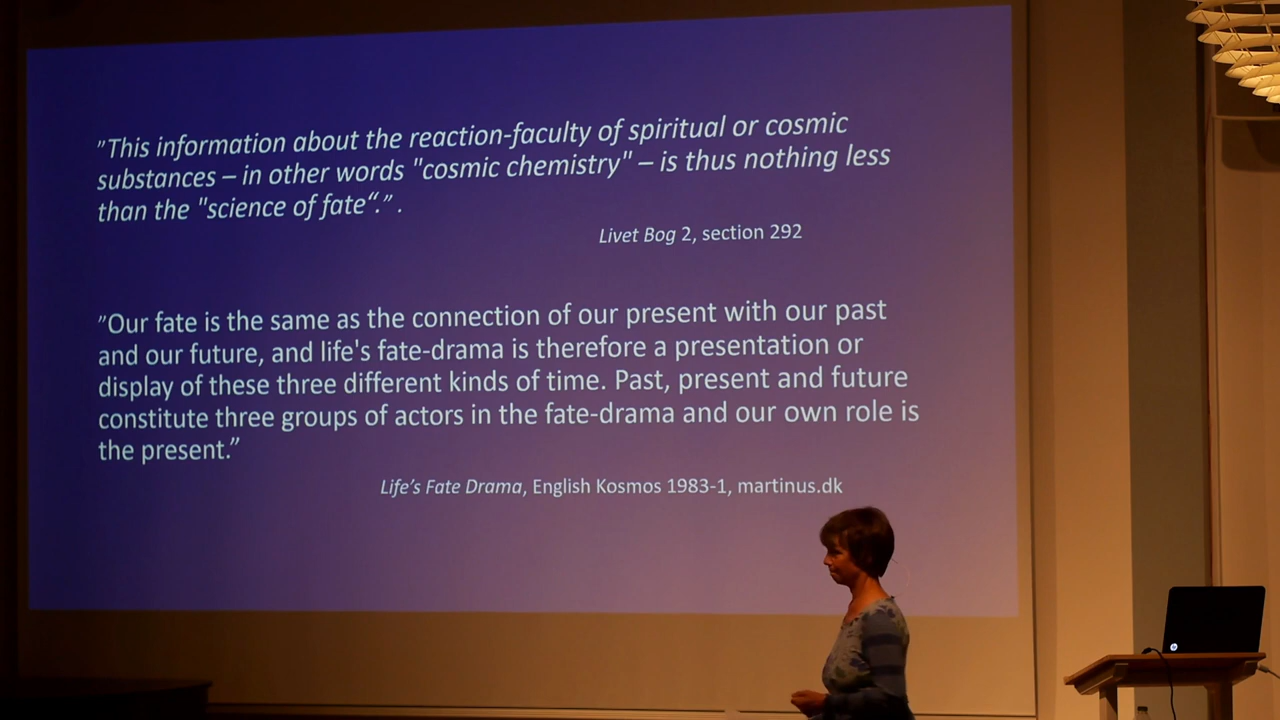 ”This information about the reaction-faculty of spiritual or cosmic
substances – in other words "cosmic chemistry" – is thus nothing less
than the "science of fate“.” .
Livet Bog 2, section 292
”Our fate is the same as the connection of our present with our past
and our future, and life's fate-drama is therefore a presentation or
display of these three different kinds of time. Past, present and future
constitute three groups of actors in the fate-drama and our own role is
the present.”
Life’s Fate Drama, English Kosmos 1983-1, martinus.dk
hp